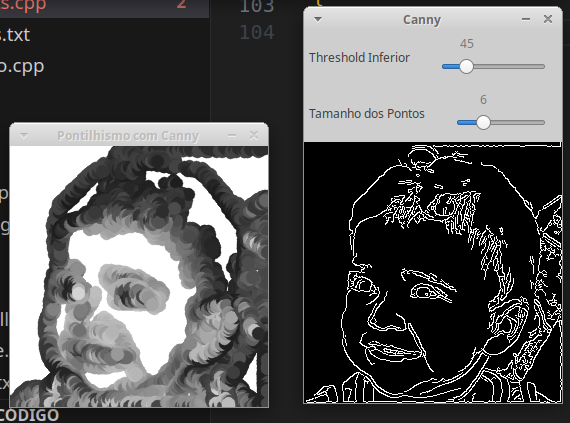 s.cpp 2
103
104
s.txt
o.cpp
Canny
45
Threshold Inferior
6
Tamanho dos Pontos
Pontilhismo com Canny
p
g
ll
e.
tx
CODIGO